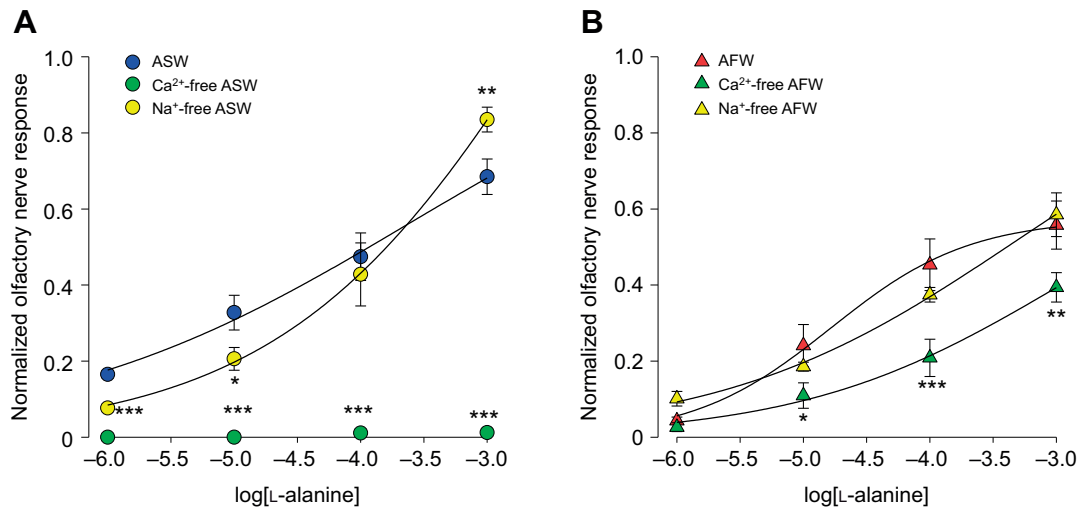 A
Normalized olfactory nerve response
1.0
0.8
0.6
0.4
0.2
0
ASW
Ca²⁺-free ASW
Na⁺-free ASW
**
*
***
***
***
***
–6.0 –5.5 –5.0 –4.5 –4.0 –3.5 –3.0
log[L-alanine]
B
Normalized olfactory nerve response
1.0
0.8
0.6
0.4
0.2
0
AFW
Ca²⁺-free AFW
Na⁺-free AFW
**
***
*
–6.0 –5.5 –5.0 –4.5 –4.0 –3.5 –3.0
log[L-alanine]